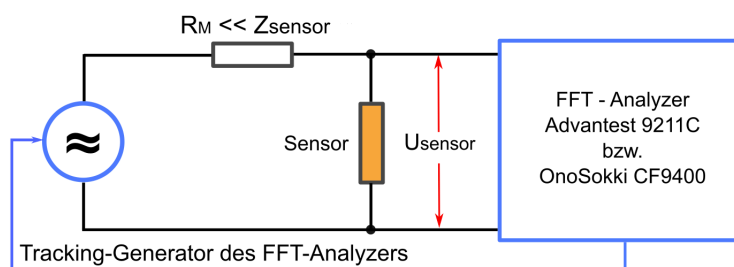 RM << Zsensor
Sensor
Usensor
FFT - Analyzer
Advantest 9211C
bzw.
OnoSokki CF9400
≈
Tracking-Generator des FFT-Analyzers